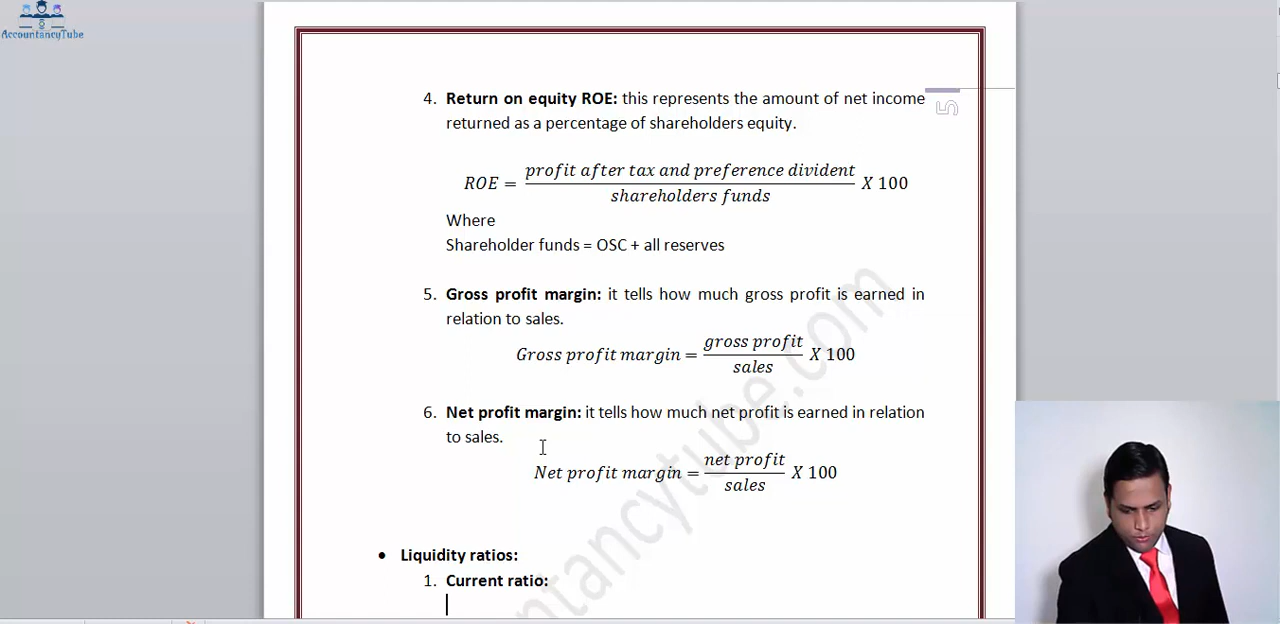 AccountancyTube
5
4. Return on equity ROE: this represents the amount of net income
returned as a percentage of shareholders equity.
ROE = profit after tax and preference divident / shareholders funds X 100
Where
Shareholder funds = OSC + all reserves
5. Gross profit margin: it tells how much gross profit is earned in
relation to sales.
Gross profit margin = gross profit / sales X 100
6. Net profit margin: it tells how much net profit is earned in relation
to sales.
Net profit margin = net profit / sales X 100
• Liquidity ratios:
1. Current ratio:
ntancytube.com